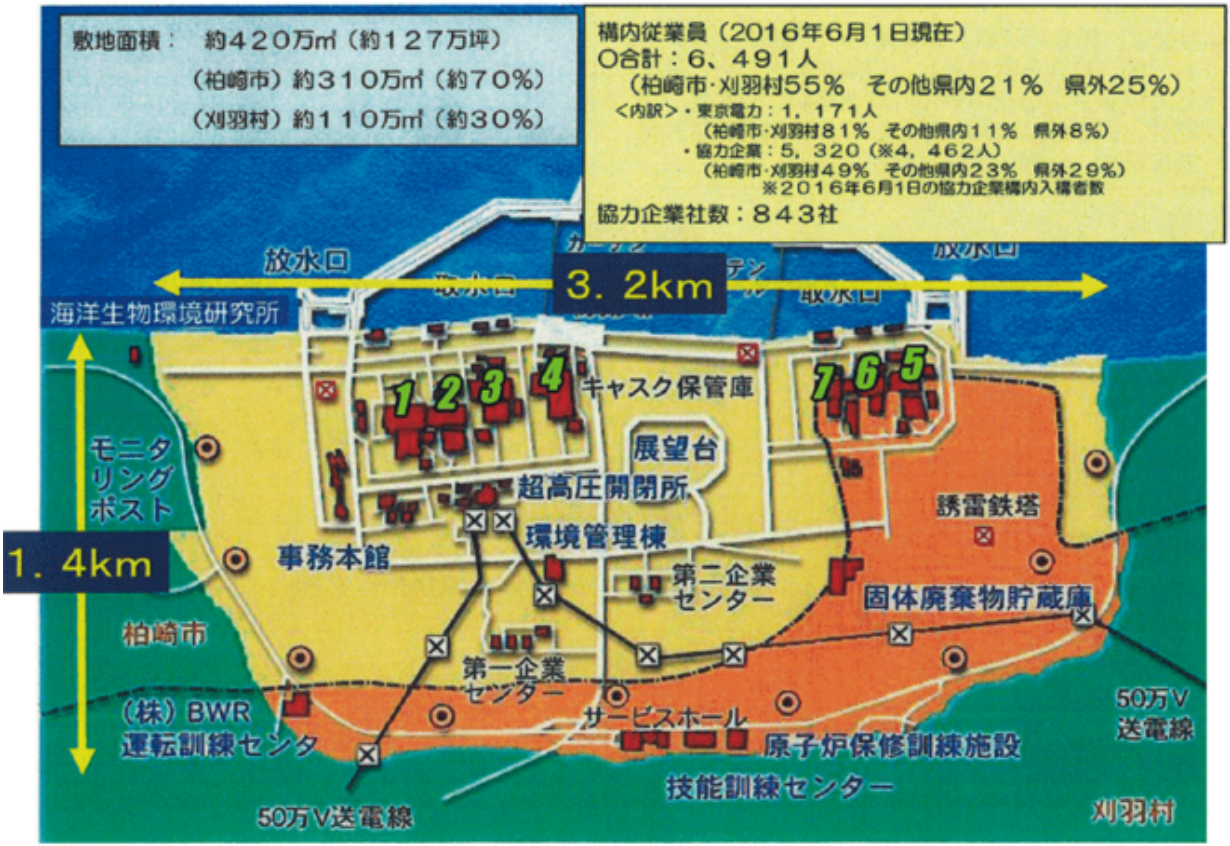 敷地面積： 約４２０万㎡（約１２７万坪）
（柏崎市）約３１０万㎡（約７０％）
（刈羽村）約１１０万㎡（約３０％）
構内従業員（2016年6月1日現在）
○合計：６、４９１人
（柏崎市・刈羽村55％ その他県内２１％ 県外25％）
＜内訳＞・東京電力：１，１７１人
（柏崎市・刈羽村８１％ その他県内１１％ 県外８％）
・協力企業：５，３２０（※４，４６２人）
（柏崎市・刈羽村４９％ その他県内２３％ 県外２９％）
※２０１６年６月１日の協力企業構内入構者数
協力企業社数：８４３社
放水口
取水口
3. 2km
取水口
放水口
海洋生物環境研究所
1
2
3
4
7
6
5
キャスク保管庫
モニタ
リング
ポスト
展望台
超高圧開閉所
誘雷鉄塔
環境管理棟
事務本館
1. 4km
第二企業
センター
固体廃棄物貯蔵庫
柏崎市
第一企業
センター
（株）BWR
運転訓練センタ
サービスホール
原子炉保修訓練施設
50万V
送電線
技能訓練センター
50万V送電線
刈羽村